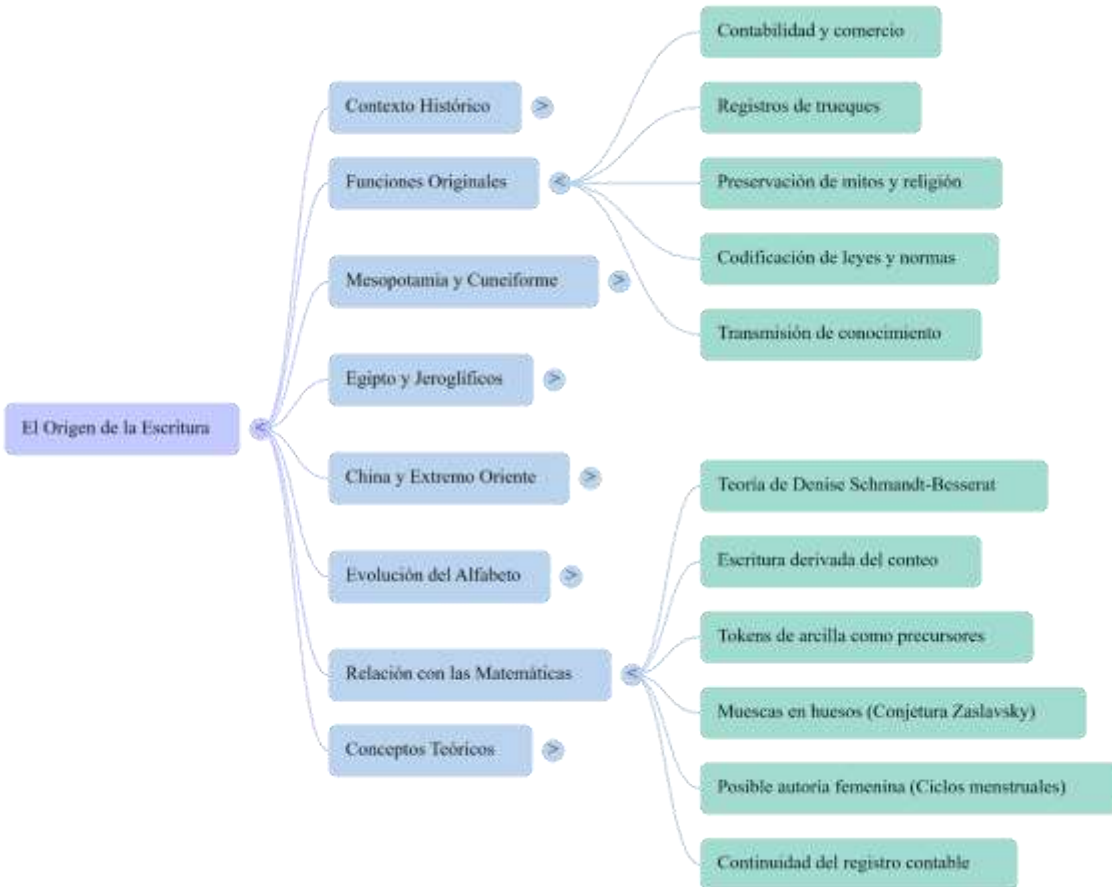 El Origen de la Escritura
Contexto Histórico
Funciones Originales
Contabilidad y comercio
Registros de trueques
Preservación de mitos y religión
Codificación de leyes y normas
Transmisión de conocimiento
Mesopotamia y Cuneiforme
Egipto y Jeroglíficos
China y Extremo Oriente
Evolución del Alfabeto
Relación con las Matemáticas
Teoría de Denise Schmandt-Besserat
Escritura derivada del conteo
Tokens de arcilla como precursores
Muescas en huesos (Conjetura Zaslavsky)
Posible autoría femenina (Ciclos menstruales)
Continuidad del registro contable
Conceptos Teóricos